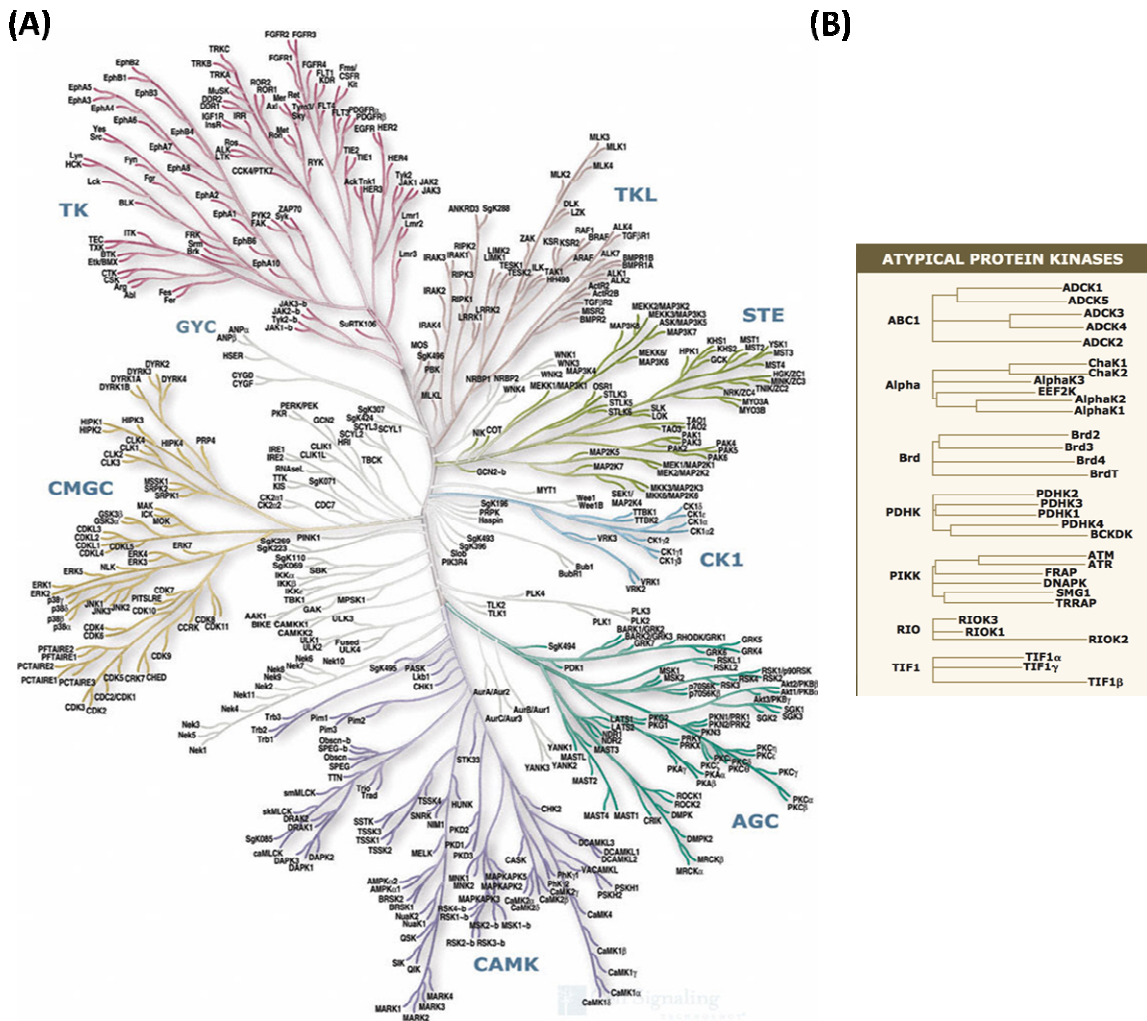 (A)
(B)
TK
TKL
STE
GYC
CMGC
CK1
AGC
CAMK
FGFR2 FGFR3
TRKC
FGFR1
FGFR4
TRKB
TRKA
FLT1
KDR
Fms/
CSFR
Kit
EphB2
EphB1
EphA5
EphA3
EphB3
EphA4
EphA6
MuSK
ROR2
ROR1
Ret
Mer
Axl
Tyro3/
Sky
DDR2
DDR1
IGF1R
InsR
IRR
FLT4
FLT3
PDGFRα
PDGFRβ
EGFR
HER2
Yes
Src
EphB4
EphA7
Met
Ron
Ros
ALK
LTK
RYK
TIE2
TIE1
HER4
Lyn
HCK
Fyn
EphA8
CCK4/PTK7
Ack
Tnk1
HER3
Tyk2
JAK1
JAK2
JAK3
Lck
Fgr
EphA2
BLK
EphA1
PYK2
FAK
ZAP70
Syk
Lmr1
Lmr2
Lmr3
ITK
FRK
Srm
Brk
EphB6
EphA10
TEC
TXK
BTK
Etk/BMX
CTK
CSK
Arg
Abl
Fes
Fer
JAK3~b
JAK2~b
Tyk2~b
JAK1~b
SuRTK106
MLK3
MLK1
MLK4
MLK2
ANKRD3
SgK288
DLK
LZK
ZAK
RAF1
KSR
KSR2
BRAF
ARAF
ALK4
TGFβR1
ALK7
BMPR1B
BMPR1A
ALK1
ALK2
RIPK2
IRAK3
IRAK1
LIMK2
LIMK1
TESK1
TESK2
ILK
TAK1
HH498
RIPK3
IRAK2
RIPK1
LRRK2
LRRK1
ActR2
ActR2B
TGFβR2
MISR2
BMPR2
IRAK4
MOS
SgK496
PBK
MLKL
NRBP1
NRBP2
WNK1
WNK3
WNK2
WNK4
ANPα
ANPβ
HSER
CYGD
CYGF
MEKK2/MAP3K2
MEKK3/MAP3K3
ASK/MAP3K5
MAP3K8
MAP3K7
MEKK6/
MAP3K6
MAP3K4
MEKK1/MAP3K1
KHS1
KHS2
MST1
MST2
YSK1
MST3
HPK1
GCK
MST4
HGK/ZC1
MINK/ZC3
TNIK/ZC2
NRK/ZC4
MYO3A
MYO3B
OSR1
STLK3
STLK5
STLK6
SLK
LOK
TAO1
TAO2
TAO3
PAK1
PAK3
PAK2
PAK4
PAK5
PAK6
NIK
COT
GCN2~b
MAP2K5
MAP2K7
MEK1/MAP2K1
MEK2/MAP2K2
MKK3/MAP2K3
MKK6/MAP2K6
SEK1/
MAP2K4
DYRK2
DYRK3
DYRK1A
DYRK1B
DYRK4
HIPK1
HIPK2
HIPK3
CLK4
CLK1
CLK2
CLK3
HIPK4
PRP4
MSSK1
SRPK2
SRPK1
MAK
ICK
MOK
GSK3β
GSK3α
CDKL3
CDKL2
CDKL1
CDKL5
CDKL4
ERK7
ERK4
ERK3
NLK
ERK5
ERK1
ERK2
p38γ
p38δ
p38β
p38α
JNK1
JNK3
JNK2
CDK7
PITSLRE
CDK10
CDK8
CDK11
CCRK
CDK4
CDK6
PFTAIRE2
PFTAIRE1
PCTAIRE2
PCTAIRE1
PCTAIRE3
CDK9
CDK5
CRK7
CHED
CDC2/CDK1
CDK3
CDK2
PERK/PEK
PKR
GCN2
SgK307
SgK424
SCYL3
SCYL2
SCYL1
HRI
CLIK1
CLIK1L
TBCK
IRE1
IRE2
RNAseL
TTK
KIS
SgK071
CK2α1
CK2α2
CDC7
PINK1
SgK269
SgK223
SgK110
SgK069
SBK
IKKα
IKKβ
IKKε
TBK1
MPSK1
GAK
AAK1
BIKE
CAMKK1
CAMKK2
ULK3
ULK1
ULK2
Fused
ULK4
Nek6
Nek7
Nek10
Nek8
Nek9
Nek2
Nek11
Nek4
Nek3
Nek5
Nek1
MYT1
Wee1
Wee1B
SgK196
PRPK
Haspin
SgK493
SgK396
Slob
PIK3R4
TTBK1
TTBK2
CK1δ
CK1ε
CK1α
CK1α2
CK1γ2
CK1γ1
CK1γ3
VRK3
VRK1
VRK2
Bub1
BubR1
TLK2
TLK1
PLK4
PLK3
PLK1
PLK2
SgK494
PDK1
BARK1/GRK2
BARK2/GRK3
RHODK/GRK1
GRK5
GRK6
GRK7
GRK4
RSKL1
RSKL2
MSK1
MSK2
p70S6K
p70S6Kβ
RSK1/p90RSK
RSK4
RSK2
RSK3
Akt2/PKBβ
Akt1/PKBα
Akt3/PKBγ
SGK1
SGK2
SGK3
LATS1
LATS2
NDR1
NDR2
PKG2
PKG1
PKN1/PRK1
PKN2/PRK2
PKN3
PRKY
PRKX
PKCη
PKCε
PKCδ
PKCθ
PKCγ
PKCα
PKCβ
PKAγ
PKAα
PKAβ
YANK1
YANK2
YANK3
MASTL
MAST3
MAST2
MAST4
MAST1
ROCK1
ROCK2
DMPK
CRIK
DMPK2
MRCKβ
MRCKα
AurA/Aur2
AurB/Aur1
AurC/Aur3
SgK495
PASK
Lkb1
CHK1
Trb3
Trb2
Trb1
Pim1
Pim2
Pim3
Obscn~b
SPEG~b
Obscn
SPEG
TTN
STK33
smMLCK
Trio
Trad
skMLCK
DRAK2
DRAK1
SgK085
caMLCK
DAPK3
DAPK2
DAPK1
TSSK4
SSTK
TSSK3
TSSK1
TSSK2
SNRK
NIM1
HUNK
MELK
PKD2
PKD1
PKD3
CHK2
DCAMKL3
DCAMKL1
DCAMKL2
CASK
VACAMKL
PhKγ1
PhKγ2
PSKH1
PSKH2
AMPKα2
AMPKα1
BRSK2
BRSK1
NuaK2
NuaK1
QSK
SIK
QIK
MARK4
MARK1
MARK3
MARK2
MNK1
MNK2
MAPKAPK5
MAPKAPK2
MAPKAPK3
CaMK2γ
CaMK2α
CaMK2β
CaMK2δ
RSK4~b
RSK1~b
MSK2~b
MSK1~b
RSK2~b
RSK3~b
CaMK4
CaMK1β
CaMK1γ
CaMK1α
CaMK1δ
Signaling
ATYPICAL PROTEIN KINASES
ABC1
ADCK1
ADCK5
ADCK3
ADCK4
ADCK2
Alpha
ChaK1
ChaK2
AlphaK3
EEF2K
AlphaK2
AlphaK1
Brd
Brd2
Brd3
Brd4
BrdT
PDHK
PDHK2
PDHK3
PDHK1
PDHK4
BCKDK
PIKK
ATM
ATR
FRAP
DNAPK
SMG1
TRRAP
RIO
RIOK3
RIOK1
RIOK2
TIF1
TIF1α
TIF1γ
TIF1β